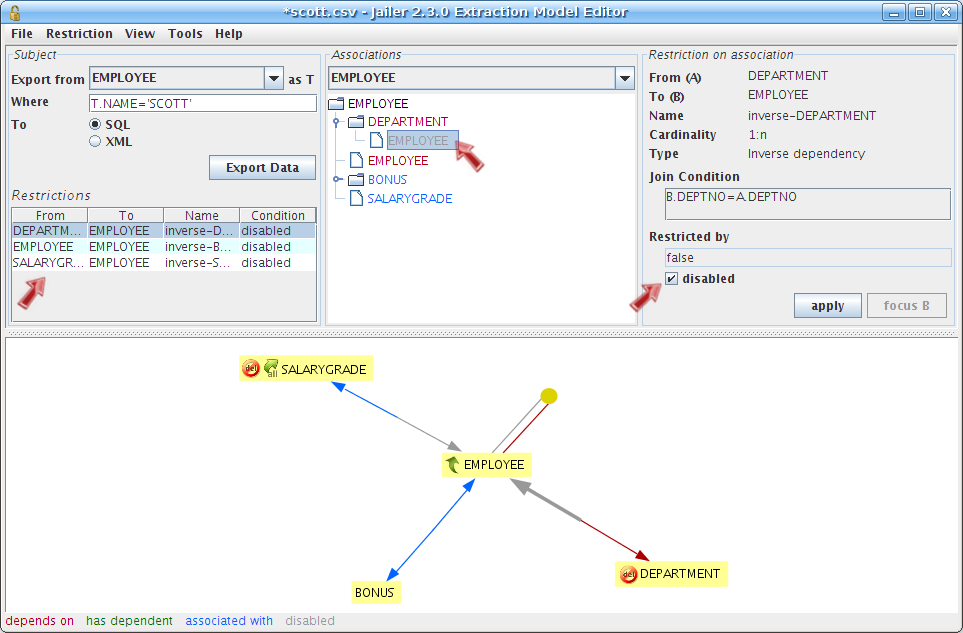 *scott.csv - Jailer 2.3.0 Extraction Model Editor
File Restriction View Tools Help
Subject
Export from EMPLOYEE as T
Where T.NAME='SCOTT'
To SQL
XML
Export Data
Restrictions
From To Name Condition
DEPARTM... EMPLOYEE inverse-D... disabled
EMPLOYEE EMPLOYEE inverse-B... disabled
SALARYGR... EMPLOYEE inverse-S... disabled
Associations
EMPLOYEE
EMPLOYEE
DEPARTMENT
EMPLOYEE
EMPLOYEE
BONUS
SALARYGRADE
Restriction on association
From (A) DEPARTMENT
To (B) EMPLOYEE
Name inverse-DEPARTMENT
Cardinality 1:n
Type Inverse dependency
Join Condition
B.DEPTNO=A.DEPTNO
Restricted by
false
disabled
apply focus B
del all SALARYGRADE
EMPLOYEE
del DEPARTMENT
BONUS
depends on has dependent associated with disabled